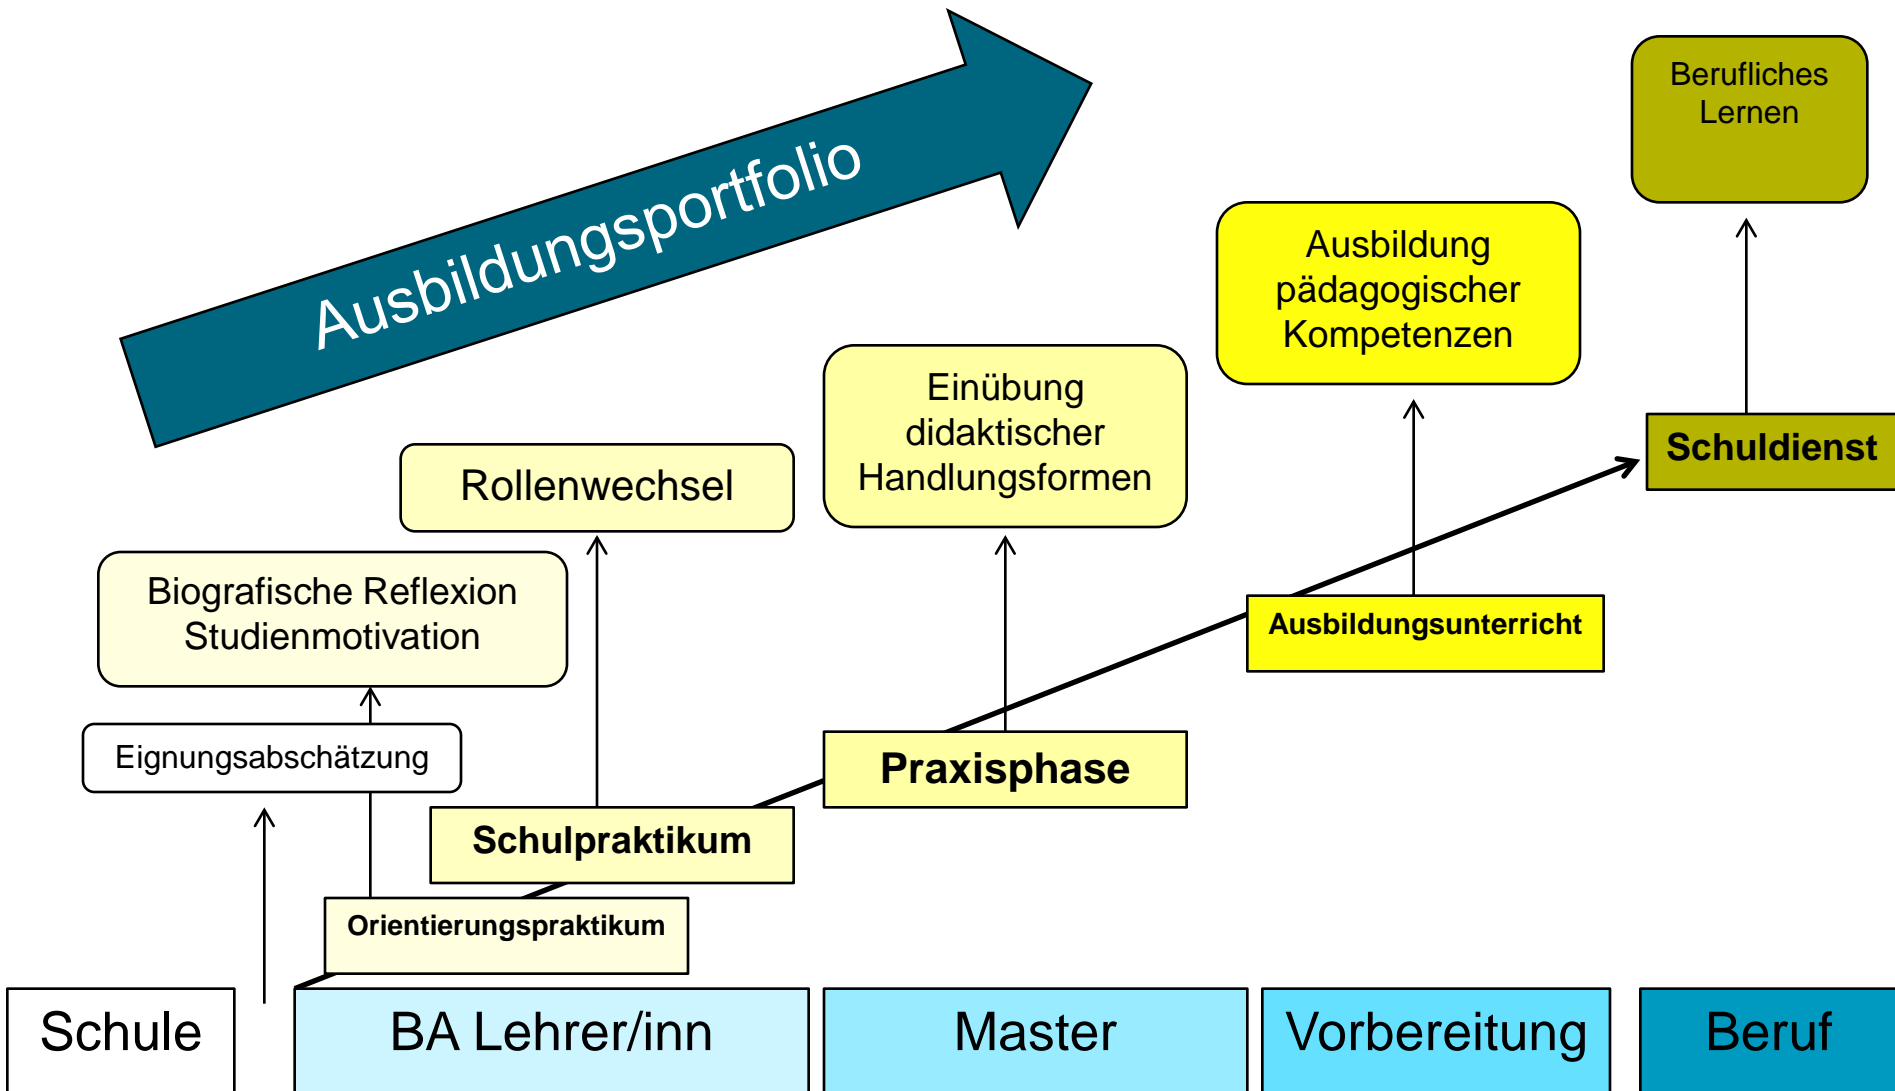 Ausbildungsportfolio
Berufliches
Lernen
Ausbildung
pädagogischer
Kompetenzen
Einübung
didaktischer
Handlungsformen
Schuldienst
Rollenwechsel
Biografische Reflexion
Studienmotivation
Ausbildungsunterricht
Eignungsabschätzung
Praxisphase
Schulpraktikum
Orientierungspraktikum
Schule
BA Lehrer/inn
Master
Vorbereitung
Beruf